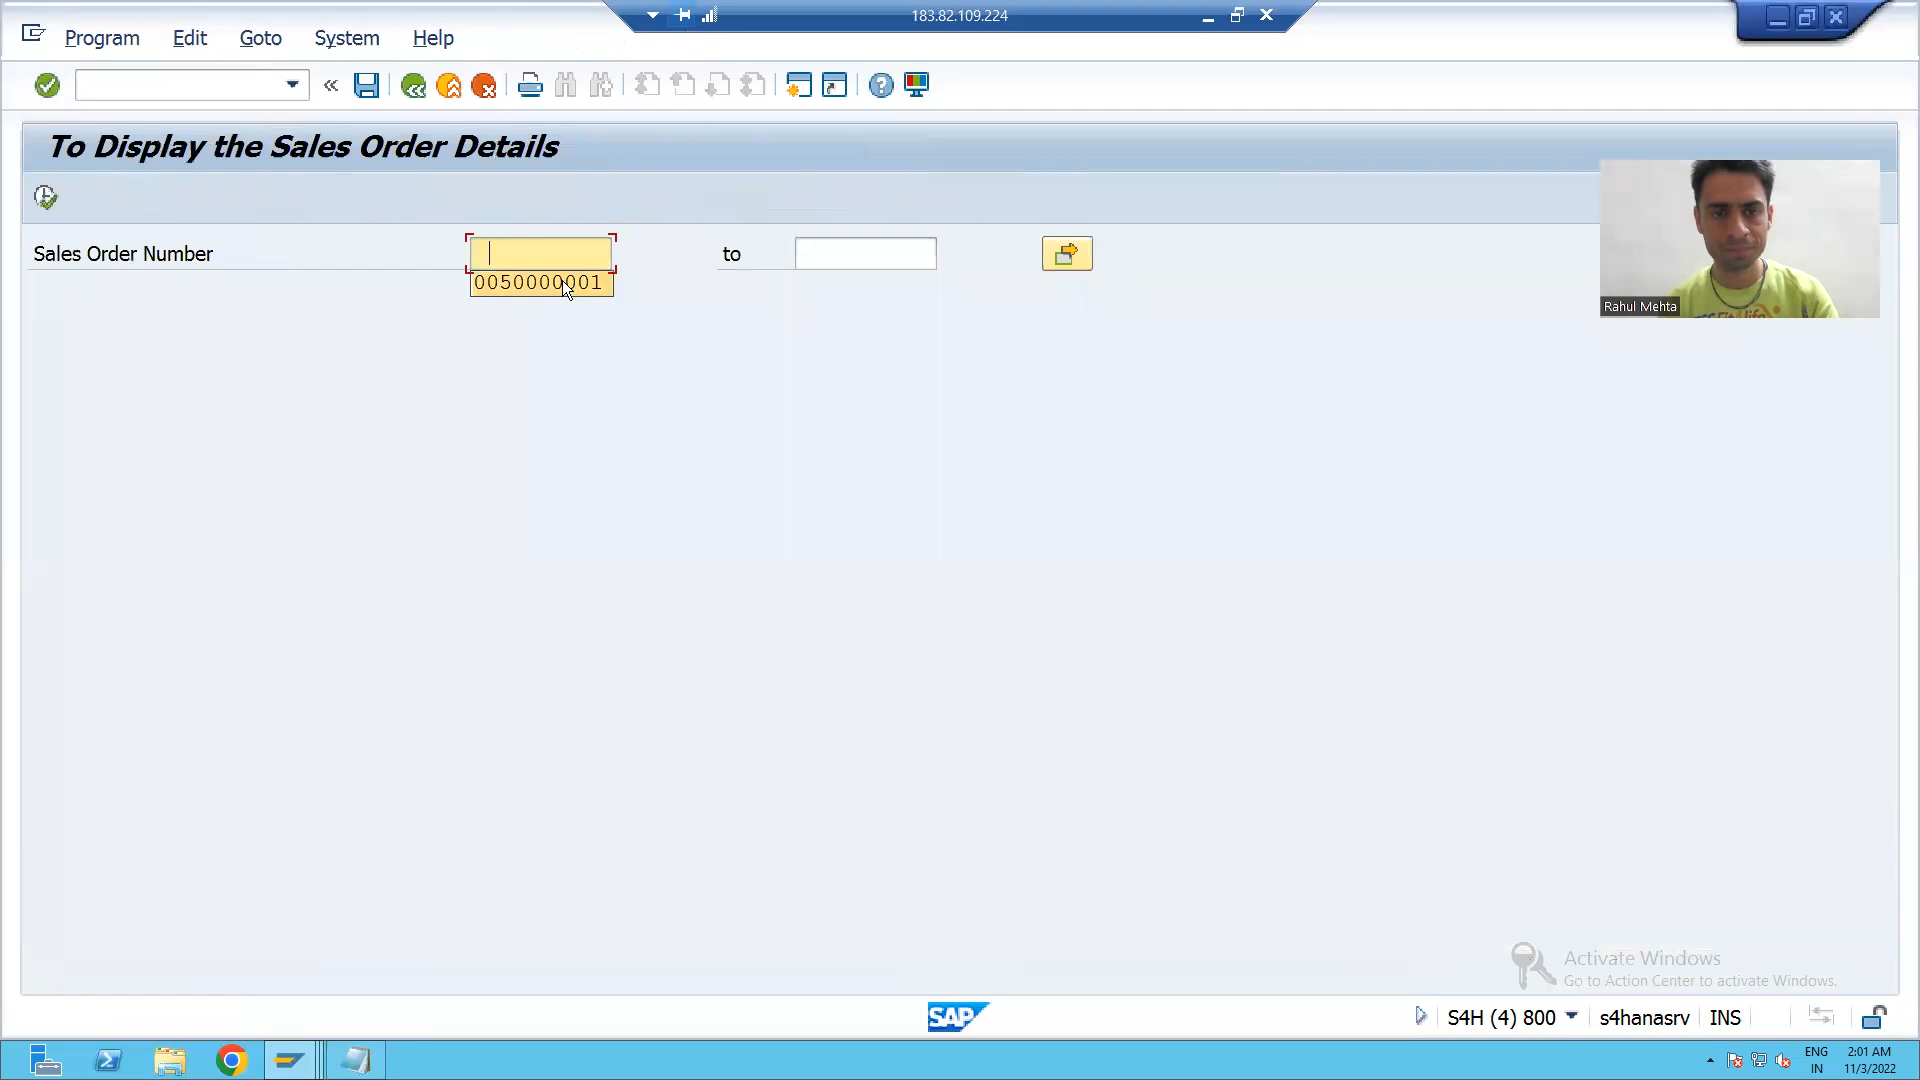 183.82.109.224
Program Edit Goto System Help
To Display the Sales Order Details
Sales Order Number to
0050000001
Rahul Mehta
Activate Windows
Go to Action Center to activate Windows.
SAP S4H (4) 800 s4hanasrv INS
ENG 2:01 AM
IN 11/3/2022